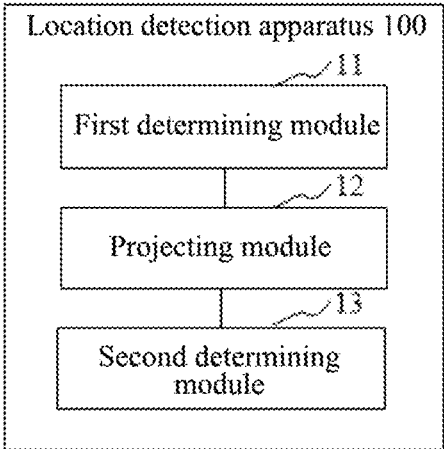 Location detection apparatus 100
11
First determining module
12
Projecting module
13
Second determining
module